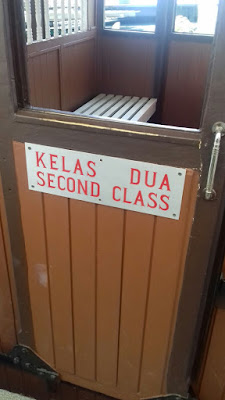 KELAS DUA
SECOND CLASS